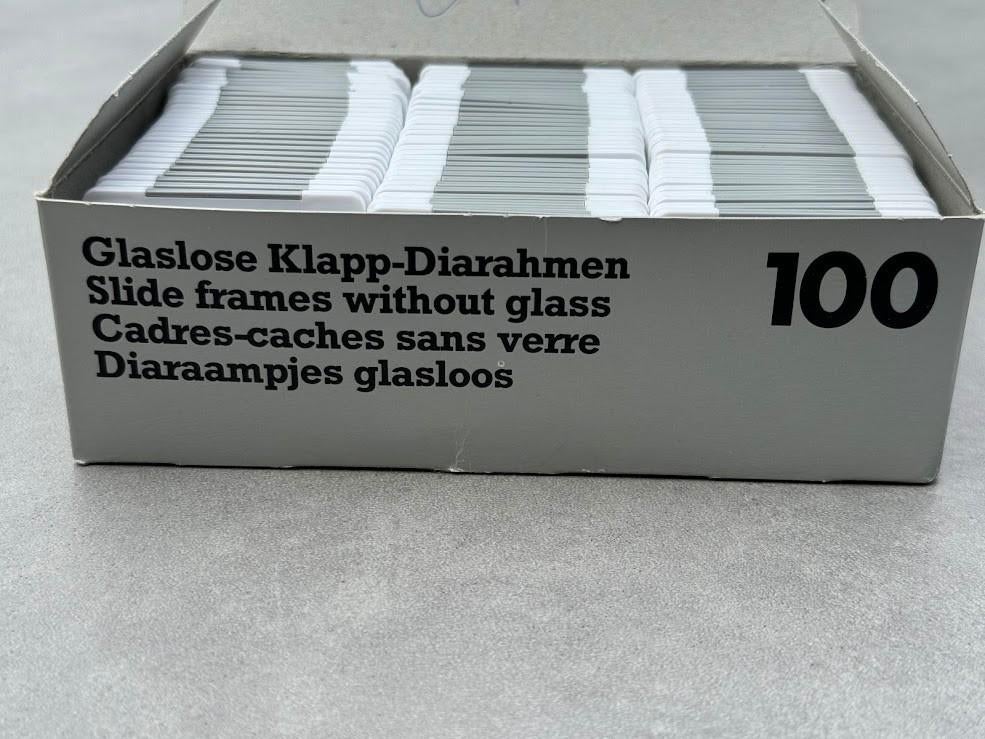 Glaslose Klapp-Diarahmen
Slide frames without glass
Cadres-caches sans verre
Diaraampjes glasloos
100